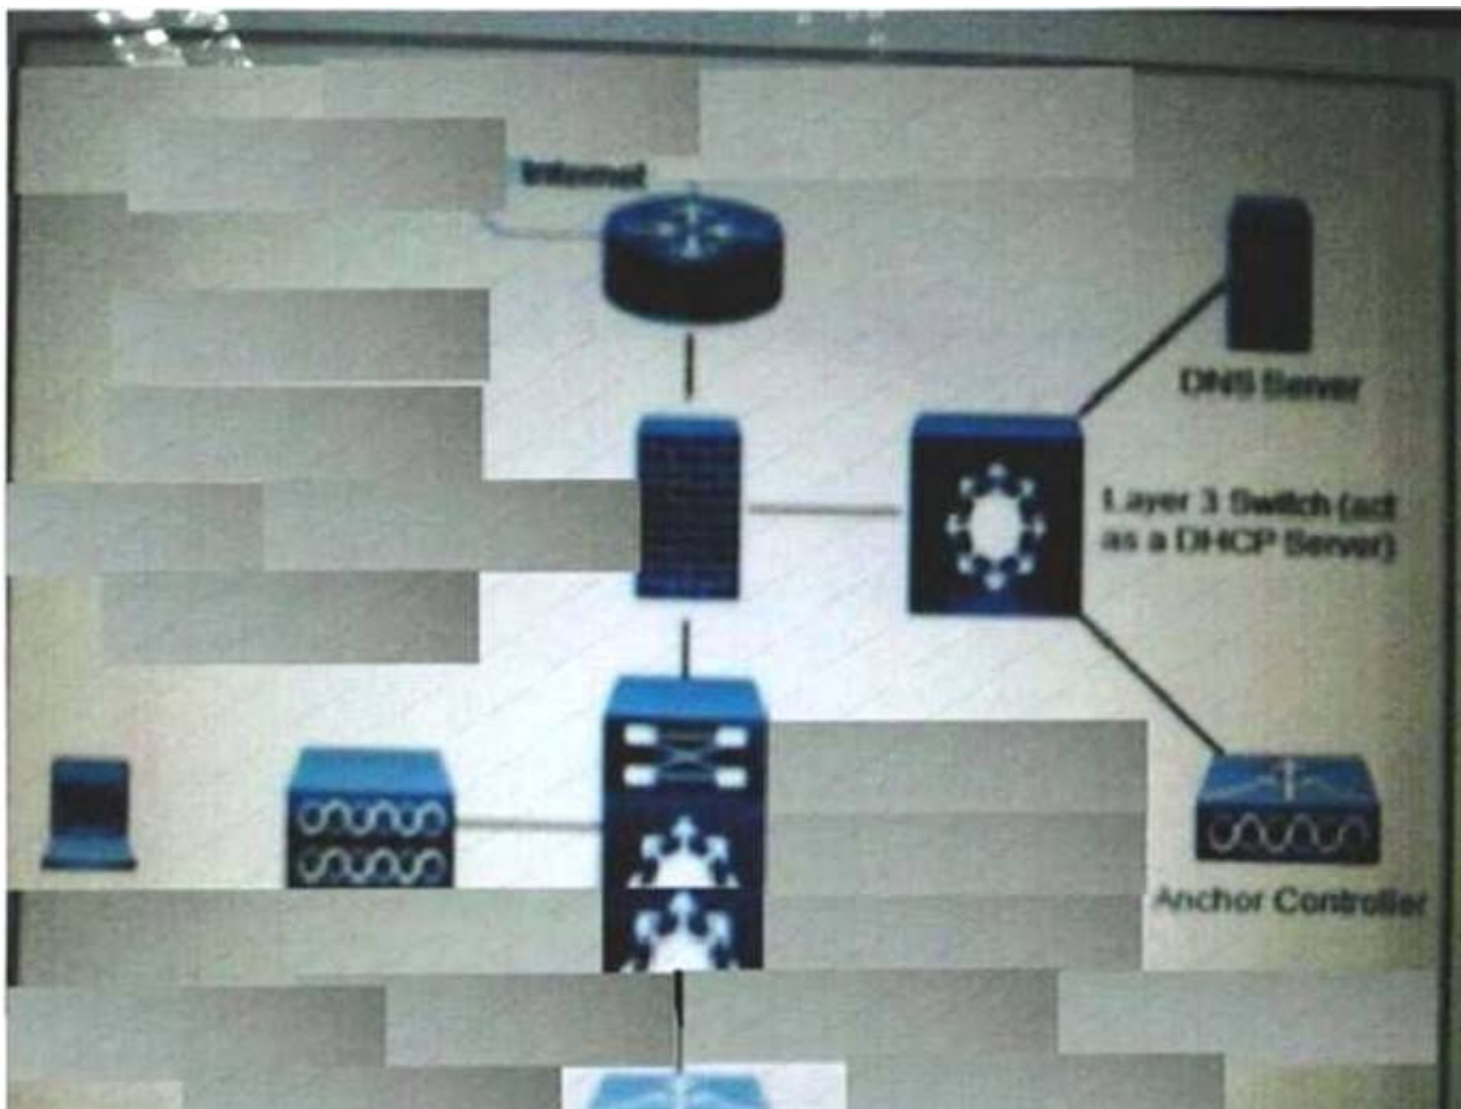 Internet
DNS Server
Layer 3 Switch (act
as a DHCP Server)
Anchor Controller